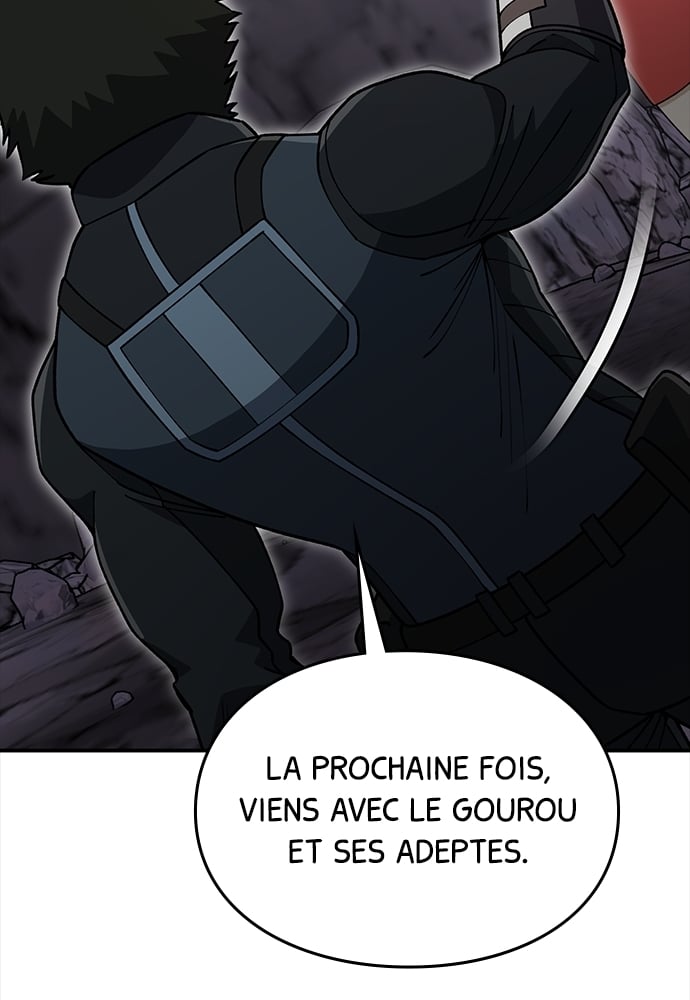 LA PROCHAINE FOIS,
VIENS AVEC LE GOUROU
ET SES ADEPTES.